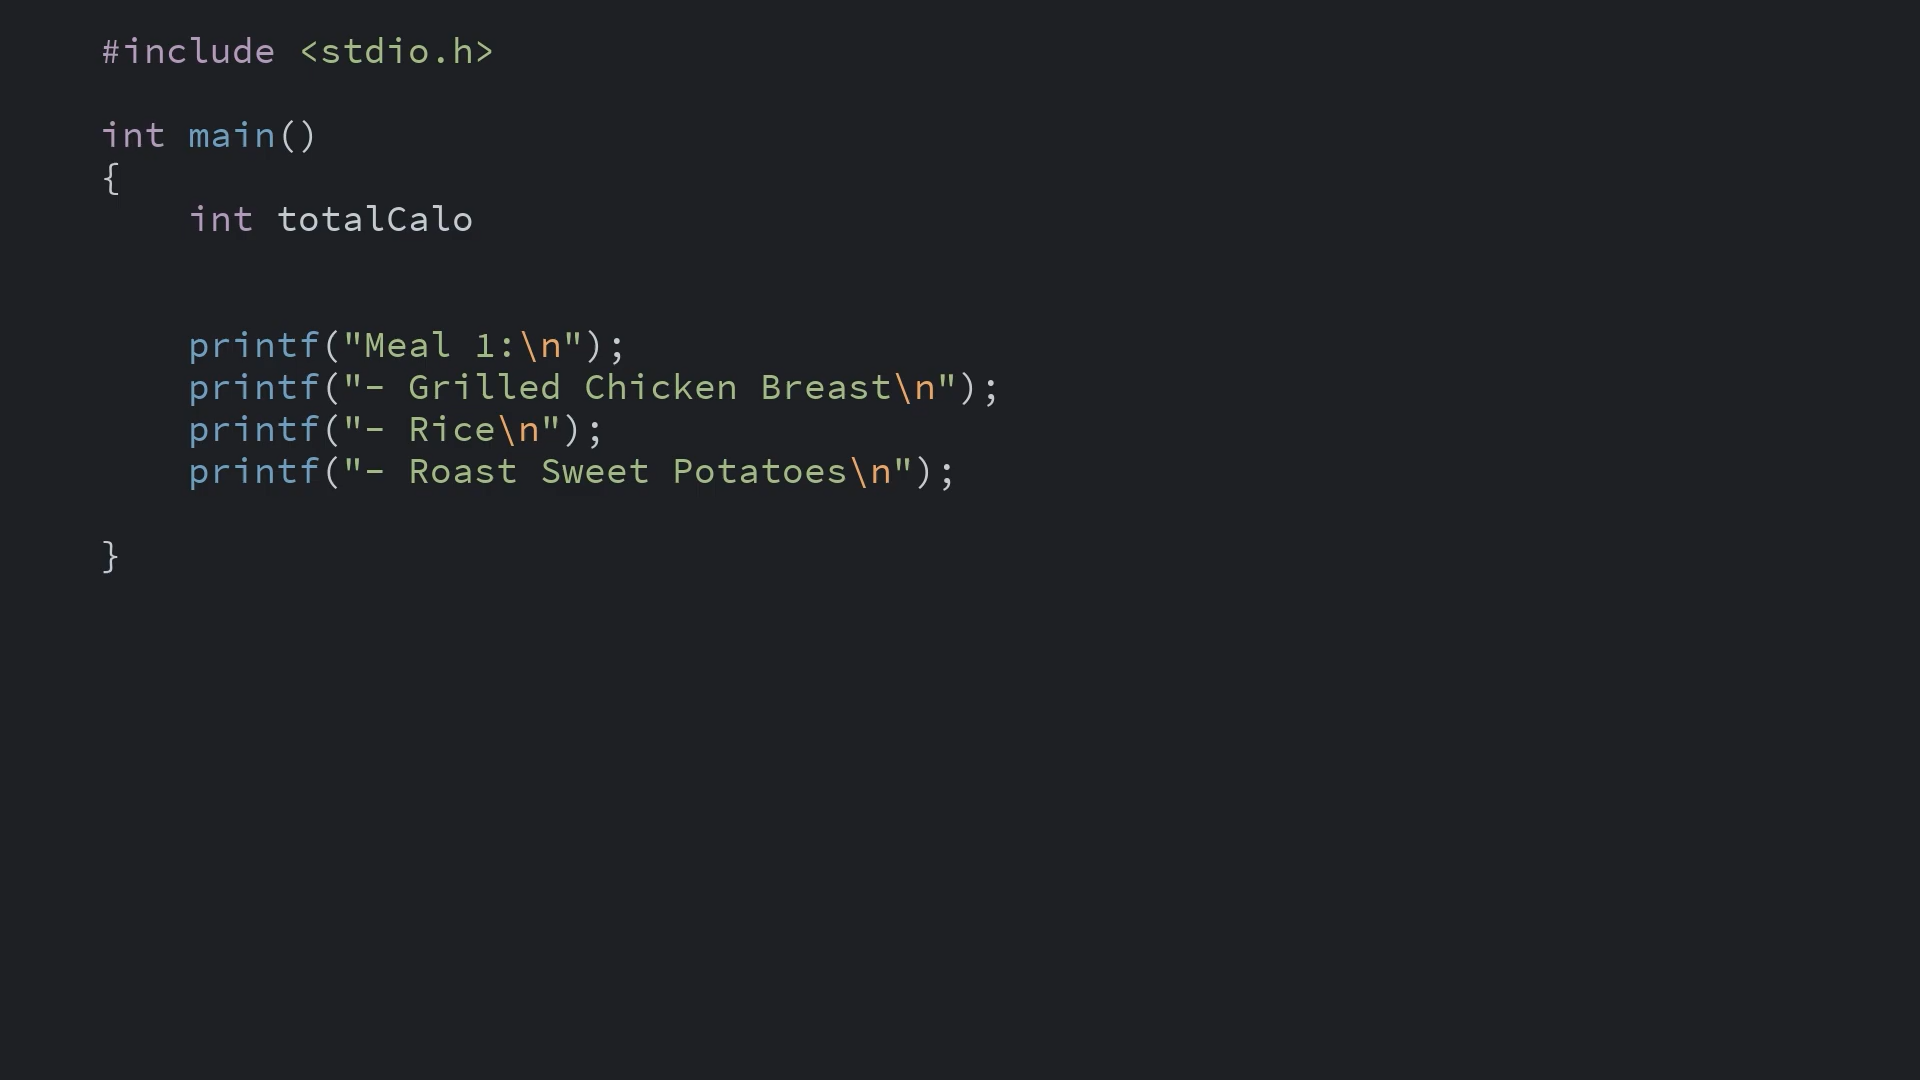 #include <stdio.h>
int main()
{
    int totalCalo
    printf("Meal 1:\n");
    printf("- Grilled Chicken Breast\n");
    printf("- Rice\n");
    printf("- Roast Sweet Potatoes\n");
}